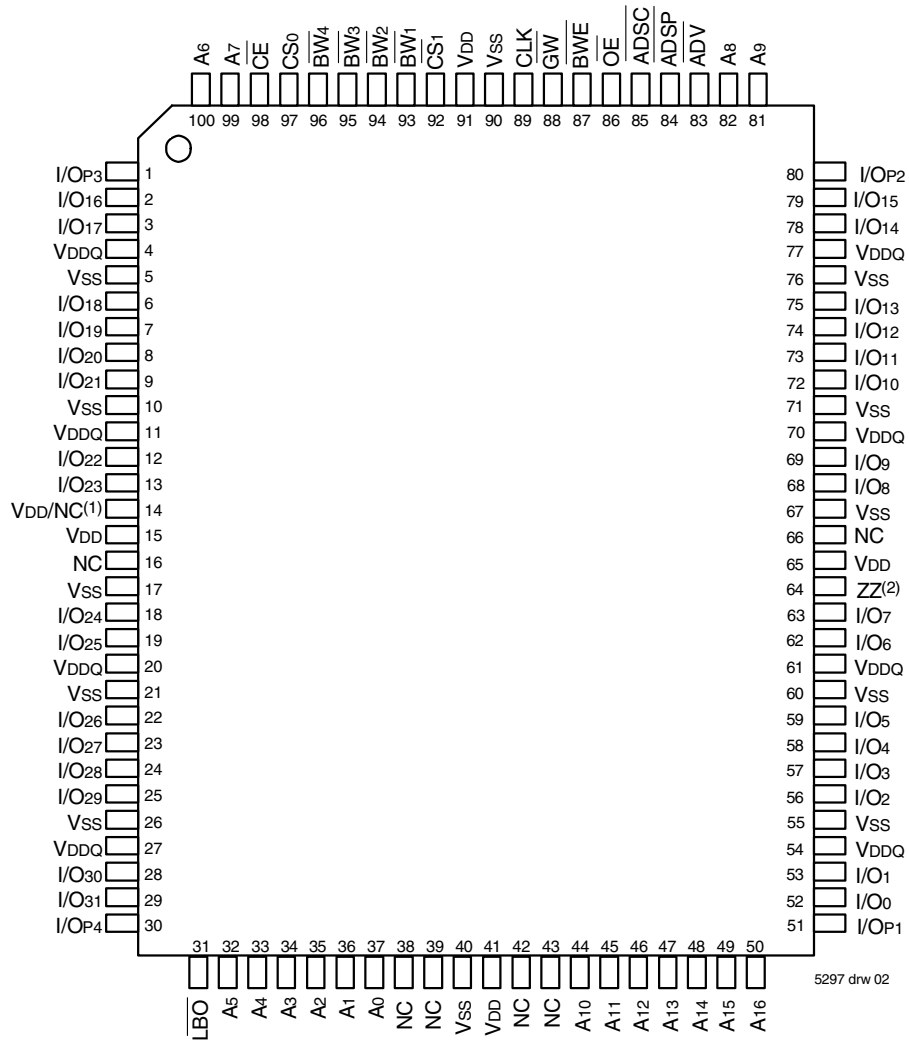 A6 A7 CE CS0 BW4 BW3 BW2 BW1 CS1 VDD VSS CLK GW BWE OE ADSC ADSP ADV A8 A9
100 99 98 97 96 95 94 93 92 91 90 89 88 87 86 85 84 83 82 81
I/OP3 1 80 I/OP2
I/O16 2 79 I/O15
I/O17 3 78 I/O14
VDDQ 4 77 VDDQ
VSS 5 76 VSS
I/O18 6 75 I/O13
I/O19 7 74 I/O12
I/O20 8 73 I/O11
I/O21 9 72 I/O10
VSS 10 71 VSS
VDDQ 11 70 VDDQ
I/O22 12 69 I/O9
I/O23 13 68 I/O8
VDD/NC(1) 14 67 VSS
VDD 15 66 NC
NC 16 65 VDD
VSS 17 64 ZZ(2)
I/O24 18 63 I/O7
I/O25 19 62 I/O6
VDDQ 20 61 VDDQ
VSS 21 60 VSS
I/O26 22 59 I/O5
I/O27 23 58 I/O4
I/O28 24 57 I/O3
I/O29 25 56 I/O2
VSS 26 55 VSS
VDDQ 27 54 VDDQ
I/O30 28 53 I/O1
I/O31 29 52 I/O0
I/OP4 30 51 I/OP1
31 32 33 34 35 36 37 38 39 40 41 42 43 44 45 46 47 48 49 50
LBO A5 A4 A3 A2 A1 A0 NC NC VSS VDD NC NC A10 A11 A12 A13 A14 A15 A16
5297 drw 02